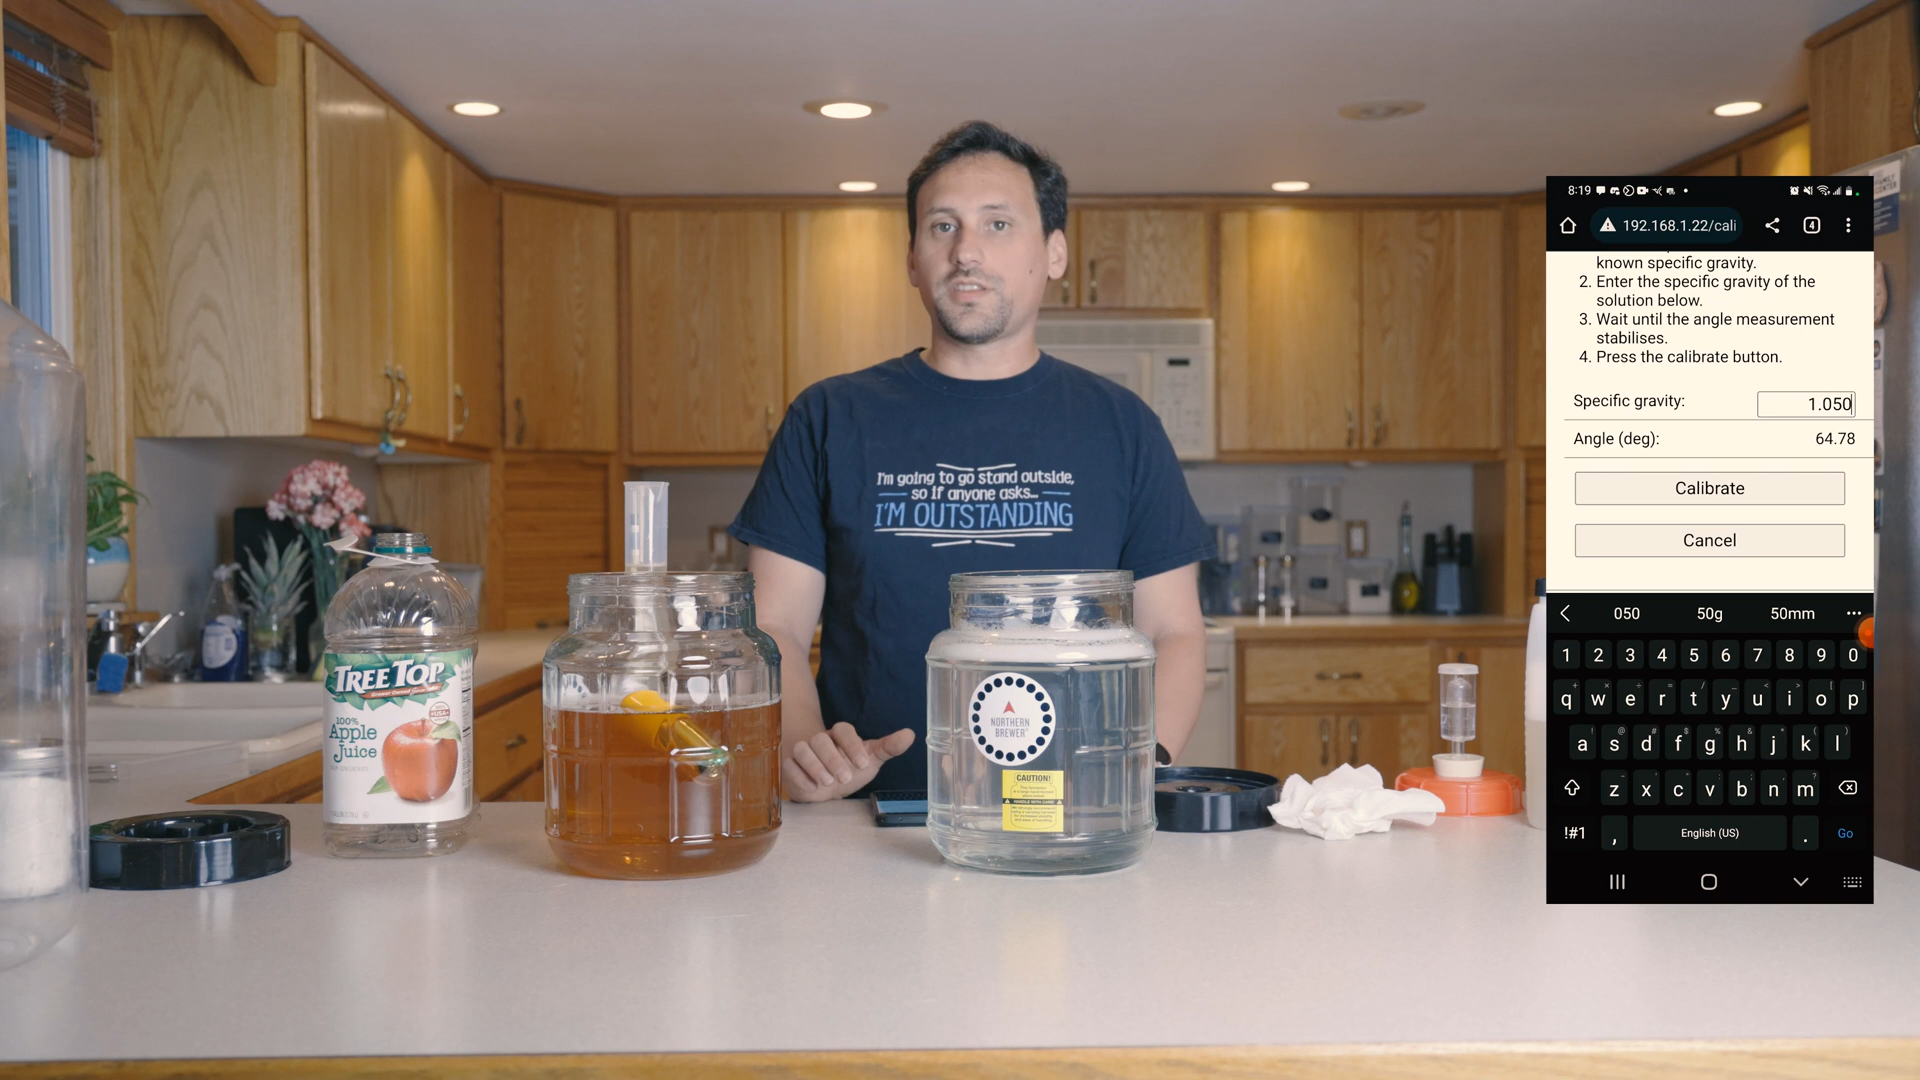 I'm going to go stand outside,
so if anyone asks...
I'M OUTSTANDING
TREE TOP
100%
Apple
Juice
NORTHERN
BREWER
CAUTION!
HANDLE WITH CARE
8:19
192.168.1.22/cali
4
known specific gravity.
2. Enter the specific gravity of the
solution below.
3. Wait until the angle measurement
stabilises.
4. Press the calibrate button.
Specific gravity: 1.050
Angle (deg): 64.78
Calibrate
Cancel
050 50g 50mm
1 2 3 4 5 6 7 8 9 0
q w e r t y u i o p
a s d f g h j k l
z x c v b n m
!#1 , English (US) . Go